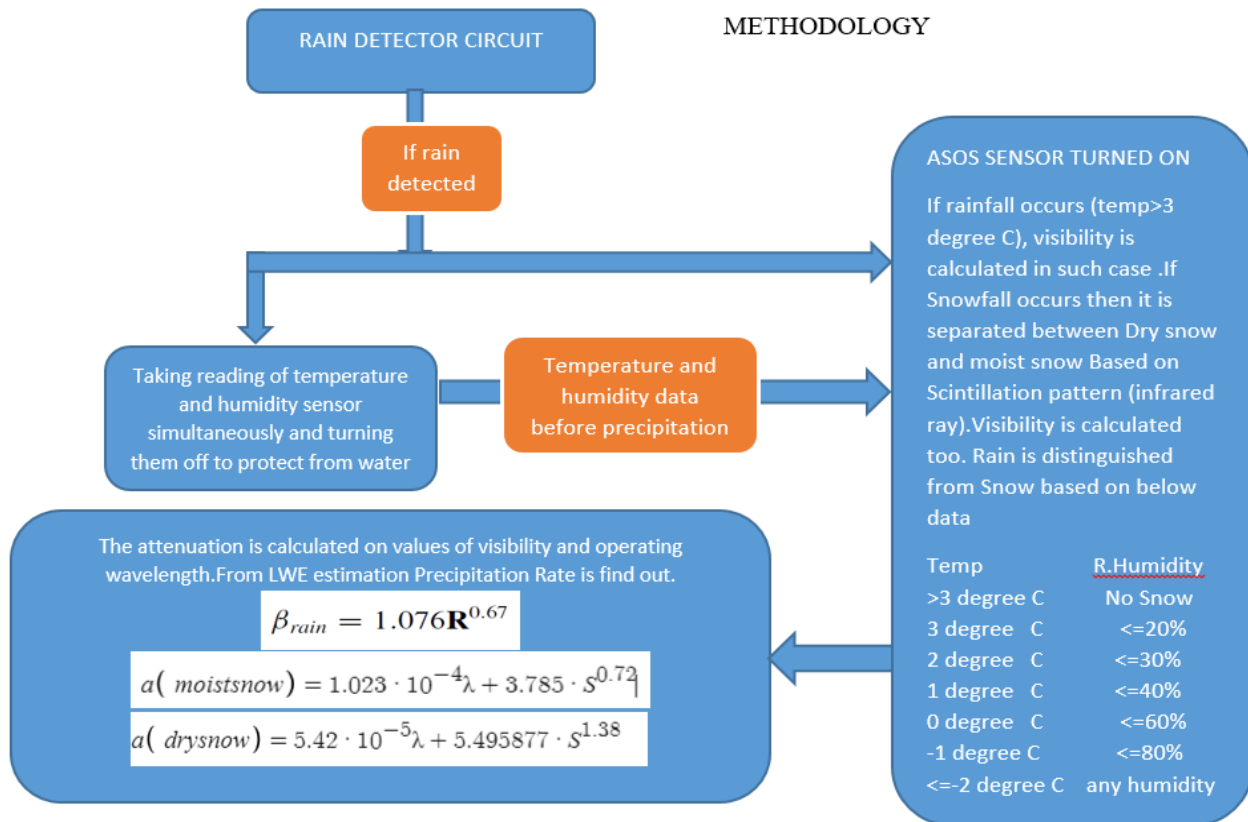 METHODOLOGY
RAIN DETECTOR CIRCUIT
If rain
detected
Taking reading of temperature
and humidity sensor
simultaneously and turning
them off to protect from water
Temperature and
humidity data
before precipitation
ASOS SENSOR TURNED ON
If rainfall occurs (temp>3
degree C), visibility is
calculated in such case .If
Snowfall occurs then it is
separated between Dry snow
and moist snow Based on
Scintillation pattern (infrared
ray).Visibility is calculated
too. Rain is distinguished
from Snow based on below
data
Temp R.Humidity
>3 degree C No Snow
3 degree C <=20%
2 degree C <=30%
1 degree C <=40%
0 degree C <=60%
-1 degree C <=80%
<=-2 degree C any humidity
The attenuation is calculated on values of visibility and operating
wavelength.From LWE estimation Precipitation Rate is find out.
β_rain = 1.076R^0.67
a( moistsnow) = 1.023 · 10^−4 λ + 3.785 · S^0.72
a( drysnow) = 5.42 · 10^−5 λ + 5.495877 · S^1.38